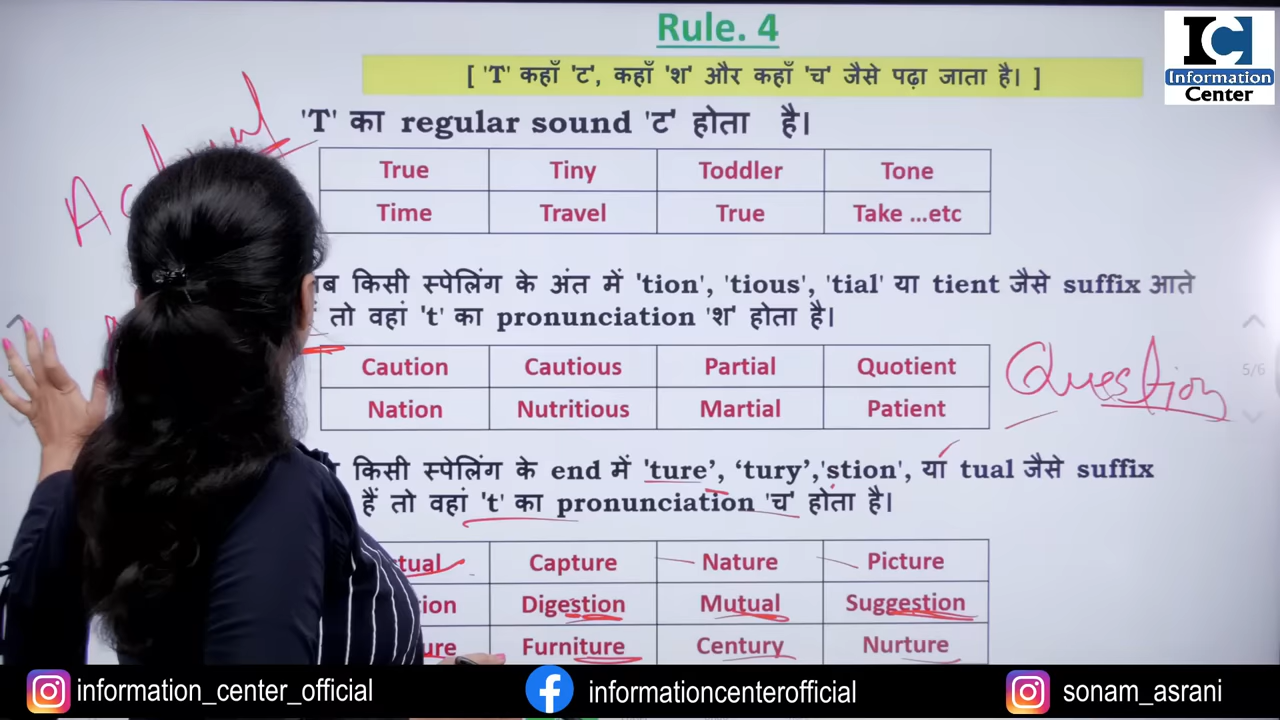 Rule. 4
Information
Center
[ 'T' कहाँ 'ट', कहाँ 'श' और कहाँ 'च' जैसे पढ़ा जाता है। ]
'T' का regular sound 'ट' होता है।
True Tiny Toddler Tone
Time Travel True Take ...etc
किसी स्पेलिंग के अंत में 'tion', 'tious', 'tial' या tient जैसे suffix आते
तो वहां 't' का pronunciation 'श' होता है।
Caution Cautious Partial Quotient
Question
5/6
Nation Nutritious Martial Patient
किसी स्पेलिंग के end में 'ture’, ‘tury’,'stion', या tual जैसे suffix
हैं तो वहां 't' का pronunciation 'च' होता है।
Capture Nature Picture
Digestion Mutual Suggestion
Furniture Century Nurture
information_center_official informationcenterofficial sonam_asrani